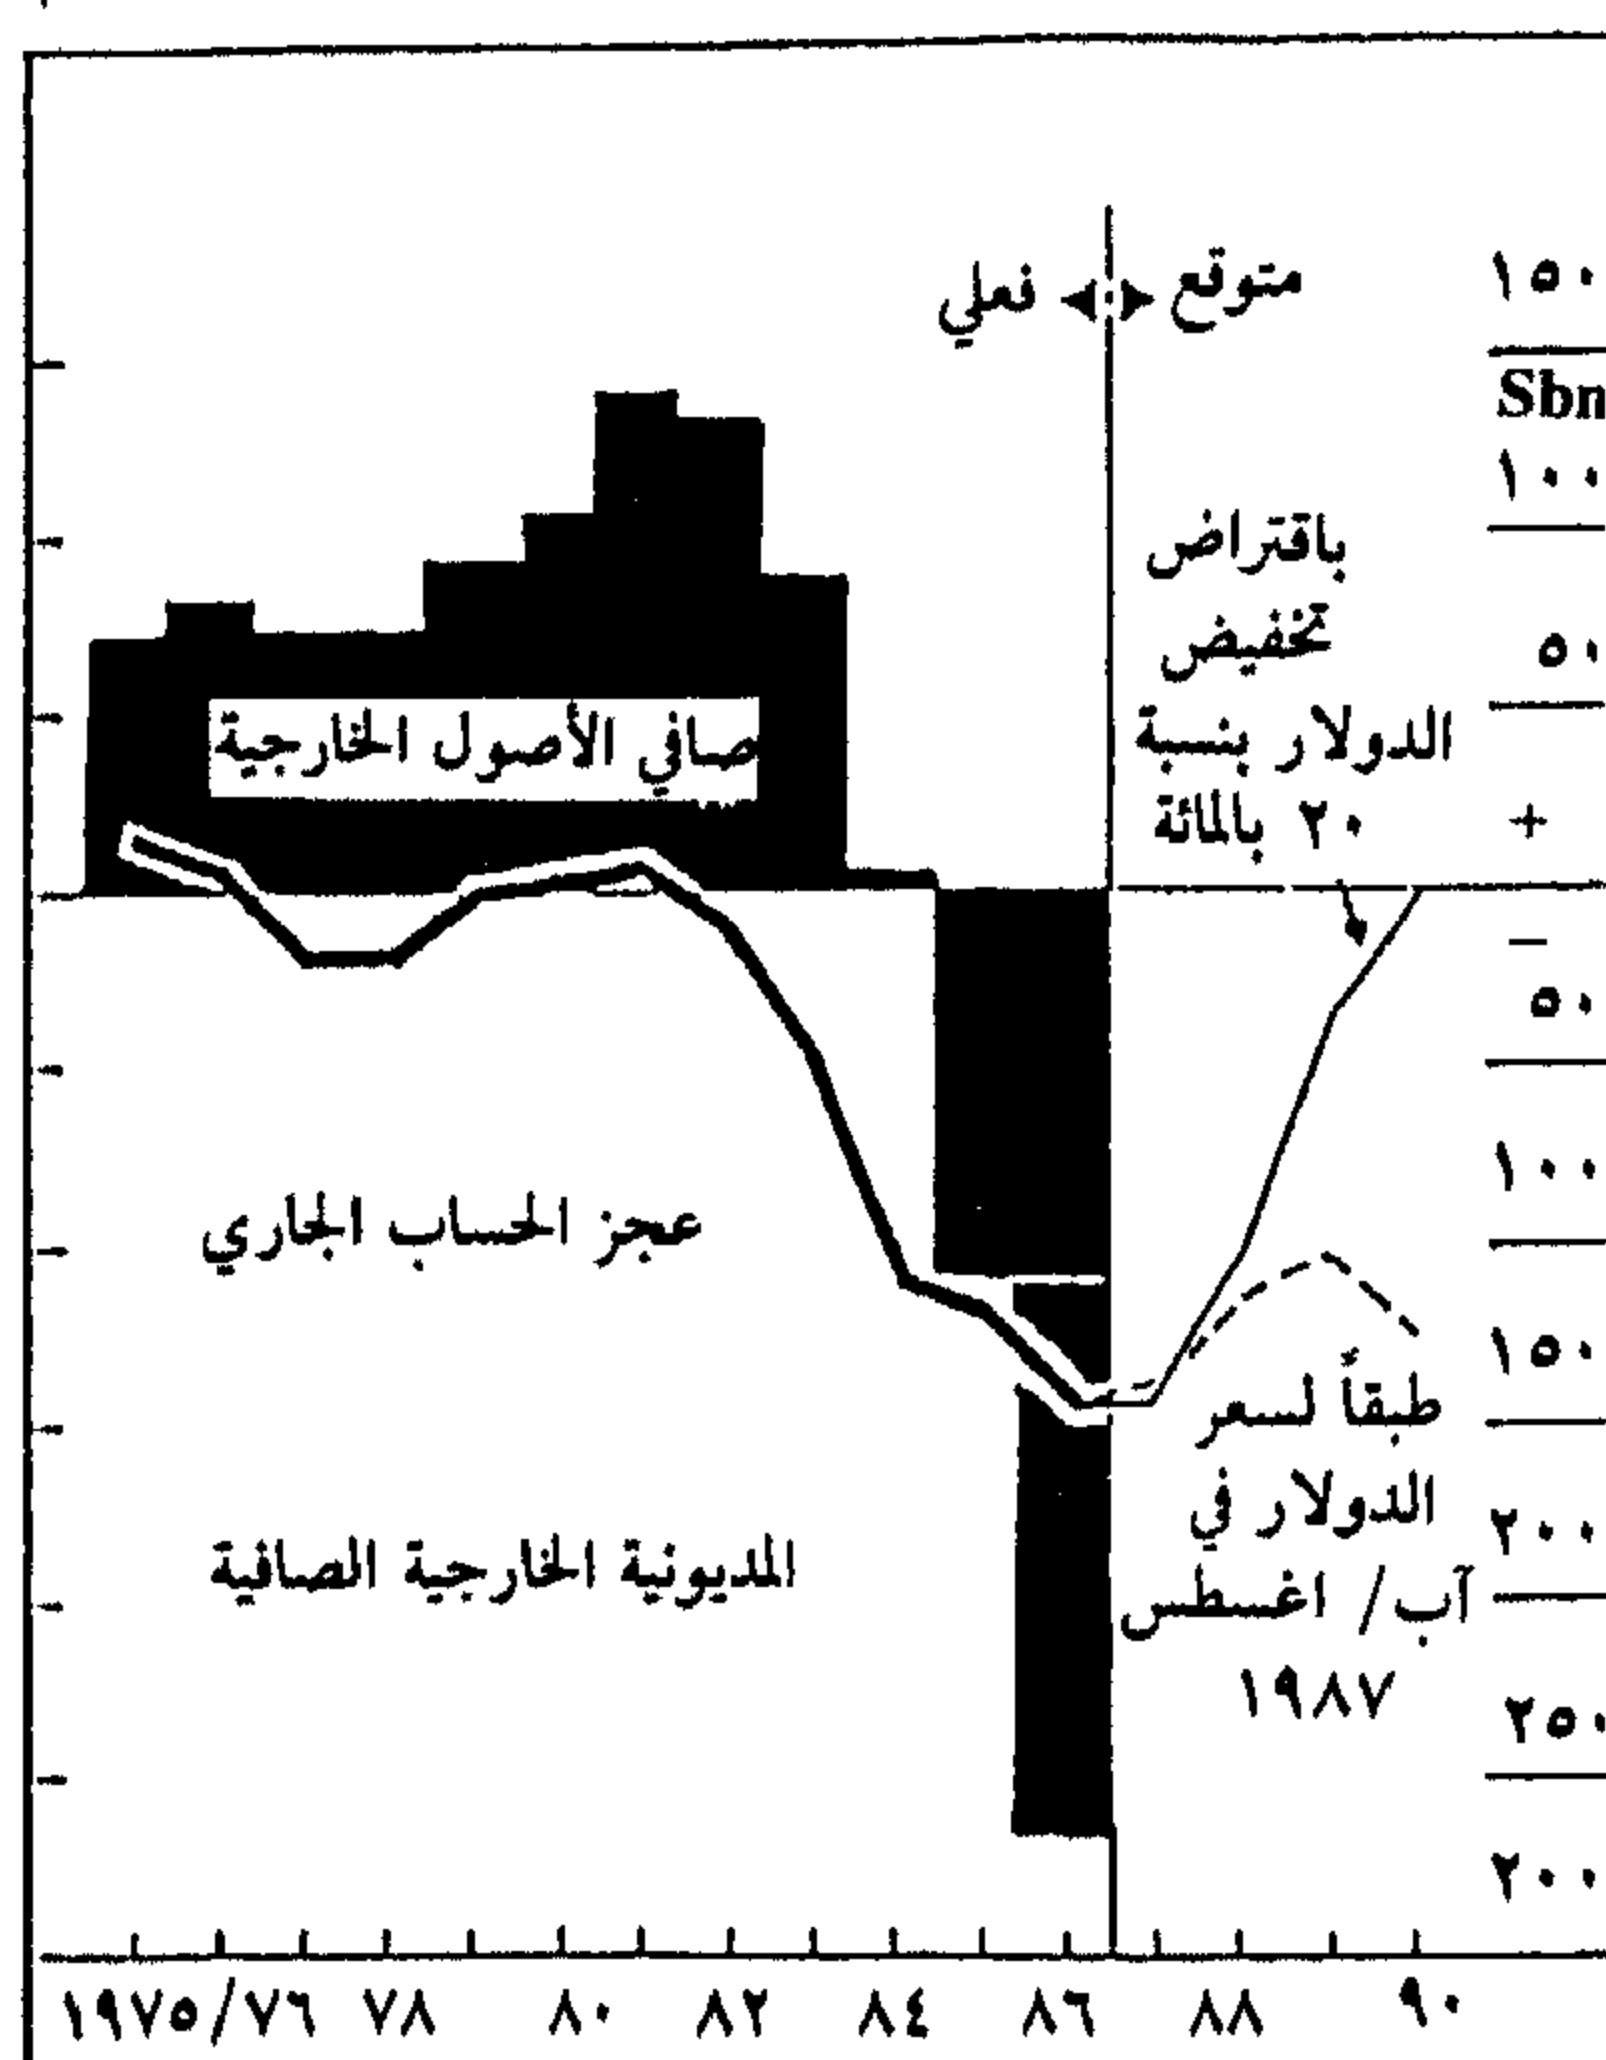 متوقع
فعلي
١٥٠
Sbn
١٠٠
باقتراض
تخفيض
٥٠
الدولار بنسبة
صافي الأصول الخارجية
٢٠ بالمائة
+
−
٥٠
١٠٠
عجز الحساب الجاري
١٥٠
طبقاً لسعر
الدولار في
٢٠٠
المديونية الخارجية الصافية
آب/ اغسطس
١٩٨٧
٢٥٠
٢٠٠
١٩٧٥/٧٦ ٧٨ ٨٠ ٨٢ ٨٤ ٨٦ ٨٨ ٩٠